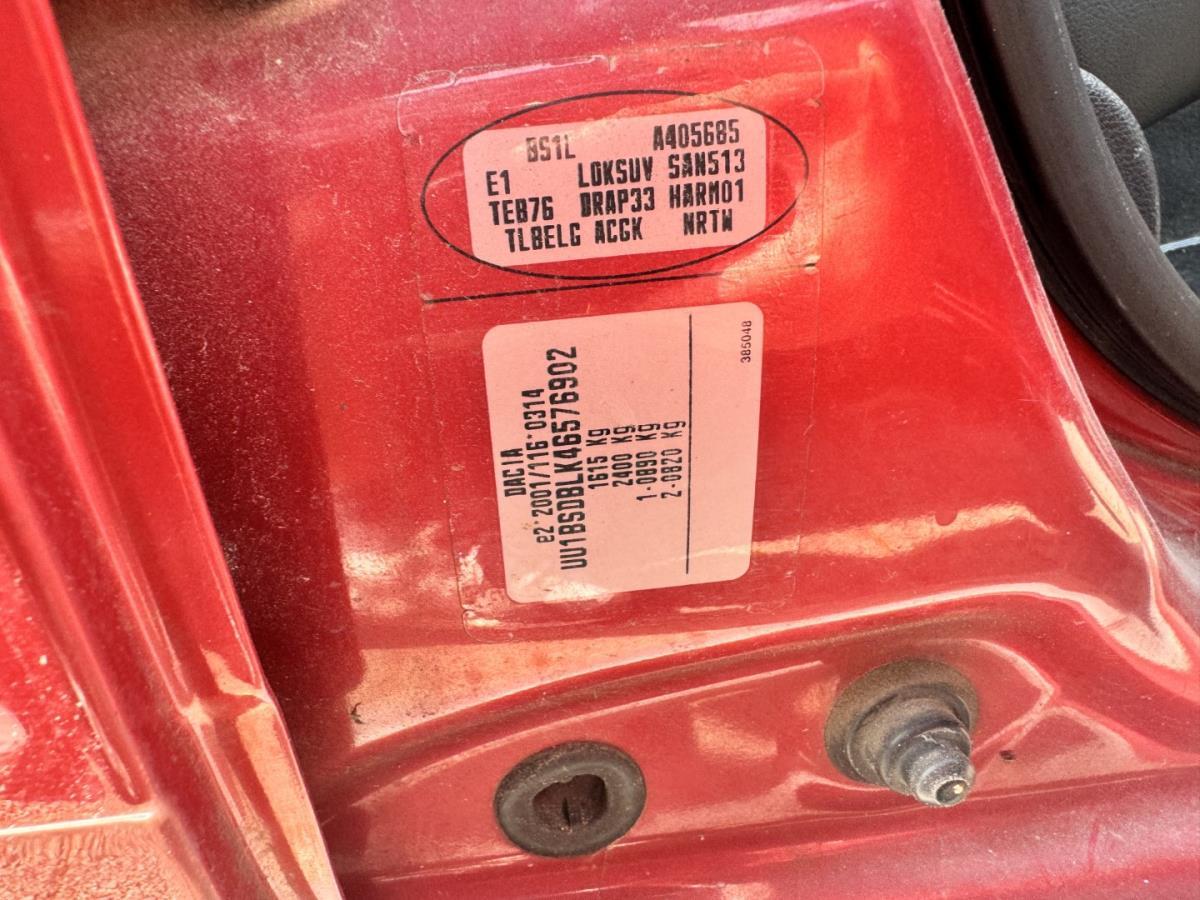 BS1L A405685
E1 LOKSUV SAN513
TEB76 DRAP33 HARM01
TLBELG ACGK NRTW
DACIA
e2*2001/116*0314
UU1BSDBLK46576902
1615 Kg
2400 Kg
1-0890 Kg
2-0820 Kg
385048